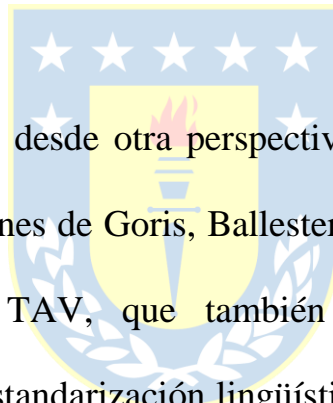 desde otra perspectiv
nes de Goris, Ballester
TAV, que también
standarización lingüísti